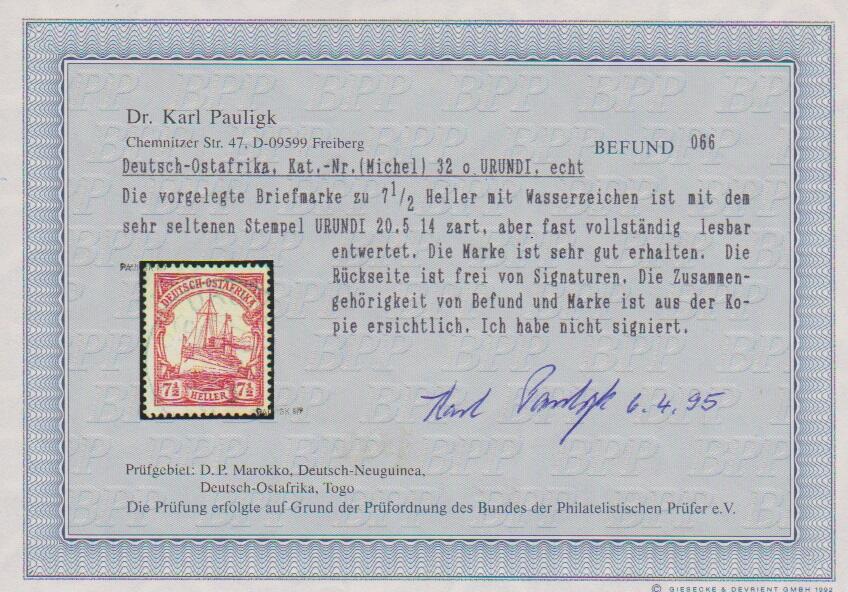 Dr. Karl Pauligk
Chemnitzer Str. 47, D-09599 Freiberg
BEFUND 066
Deutsch-Ostafrika, Kat.-Nr.(Michel) 32 o URUNDI, echt
Die vorgelegte Briefmarke zu 7 1/2 Heller mit Wasserzeichen ist mit dem
sehr seltenen Stempel URUNDI 20.5 14 zart, aber fast vollständig lesbar
entwertet. Die Marke ist sehr gut erhalten. Die
Rückseite ist frei von Signaturen. Die Zusammen-
gehörigkeit von Befund und Marke ist aus der Ko-
pie ersichtlich. Ich habe nicht signiert.
DEUTSCH-OSTAFRIKA
7½ HELLER 7½
Karl Pauligk 6.4.95
Prüfgebiet: D.P. Marokko, Deutsch-Neuguinea,
Deutsch-Ostafrika, Togo
Die Prüfung erfolgte auf Grund der Prüfordnung des Bundes der Philatelistischen Prüfer e.V.
© GIESECKE & DEVRIENT GMBH 1992